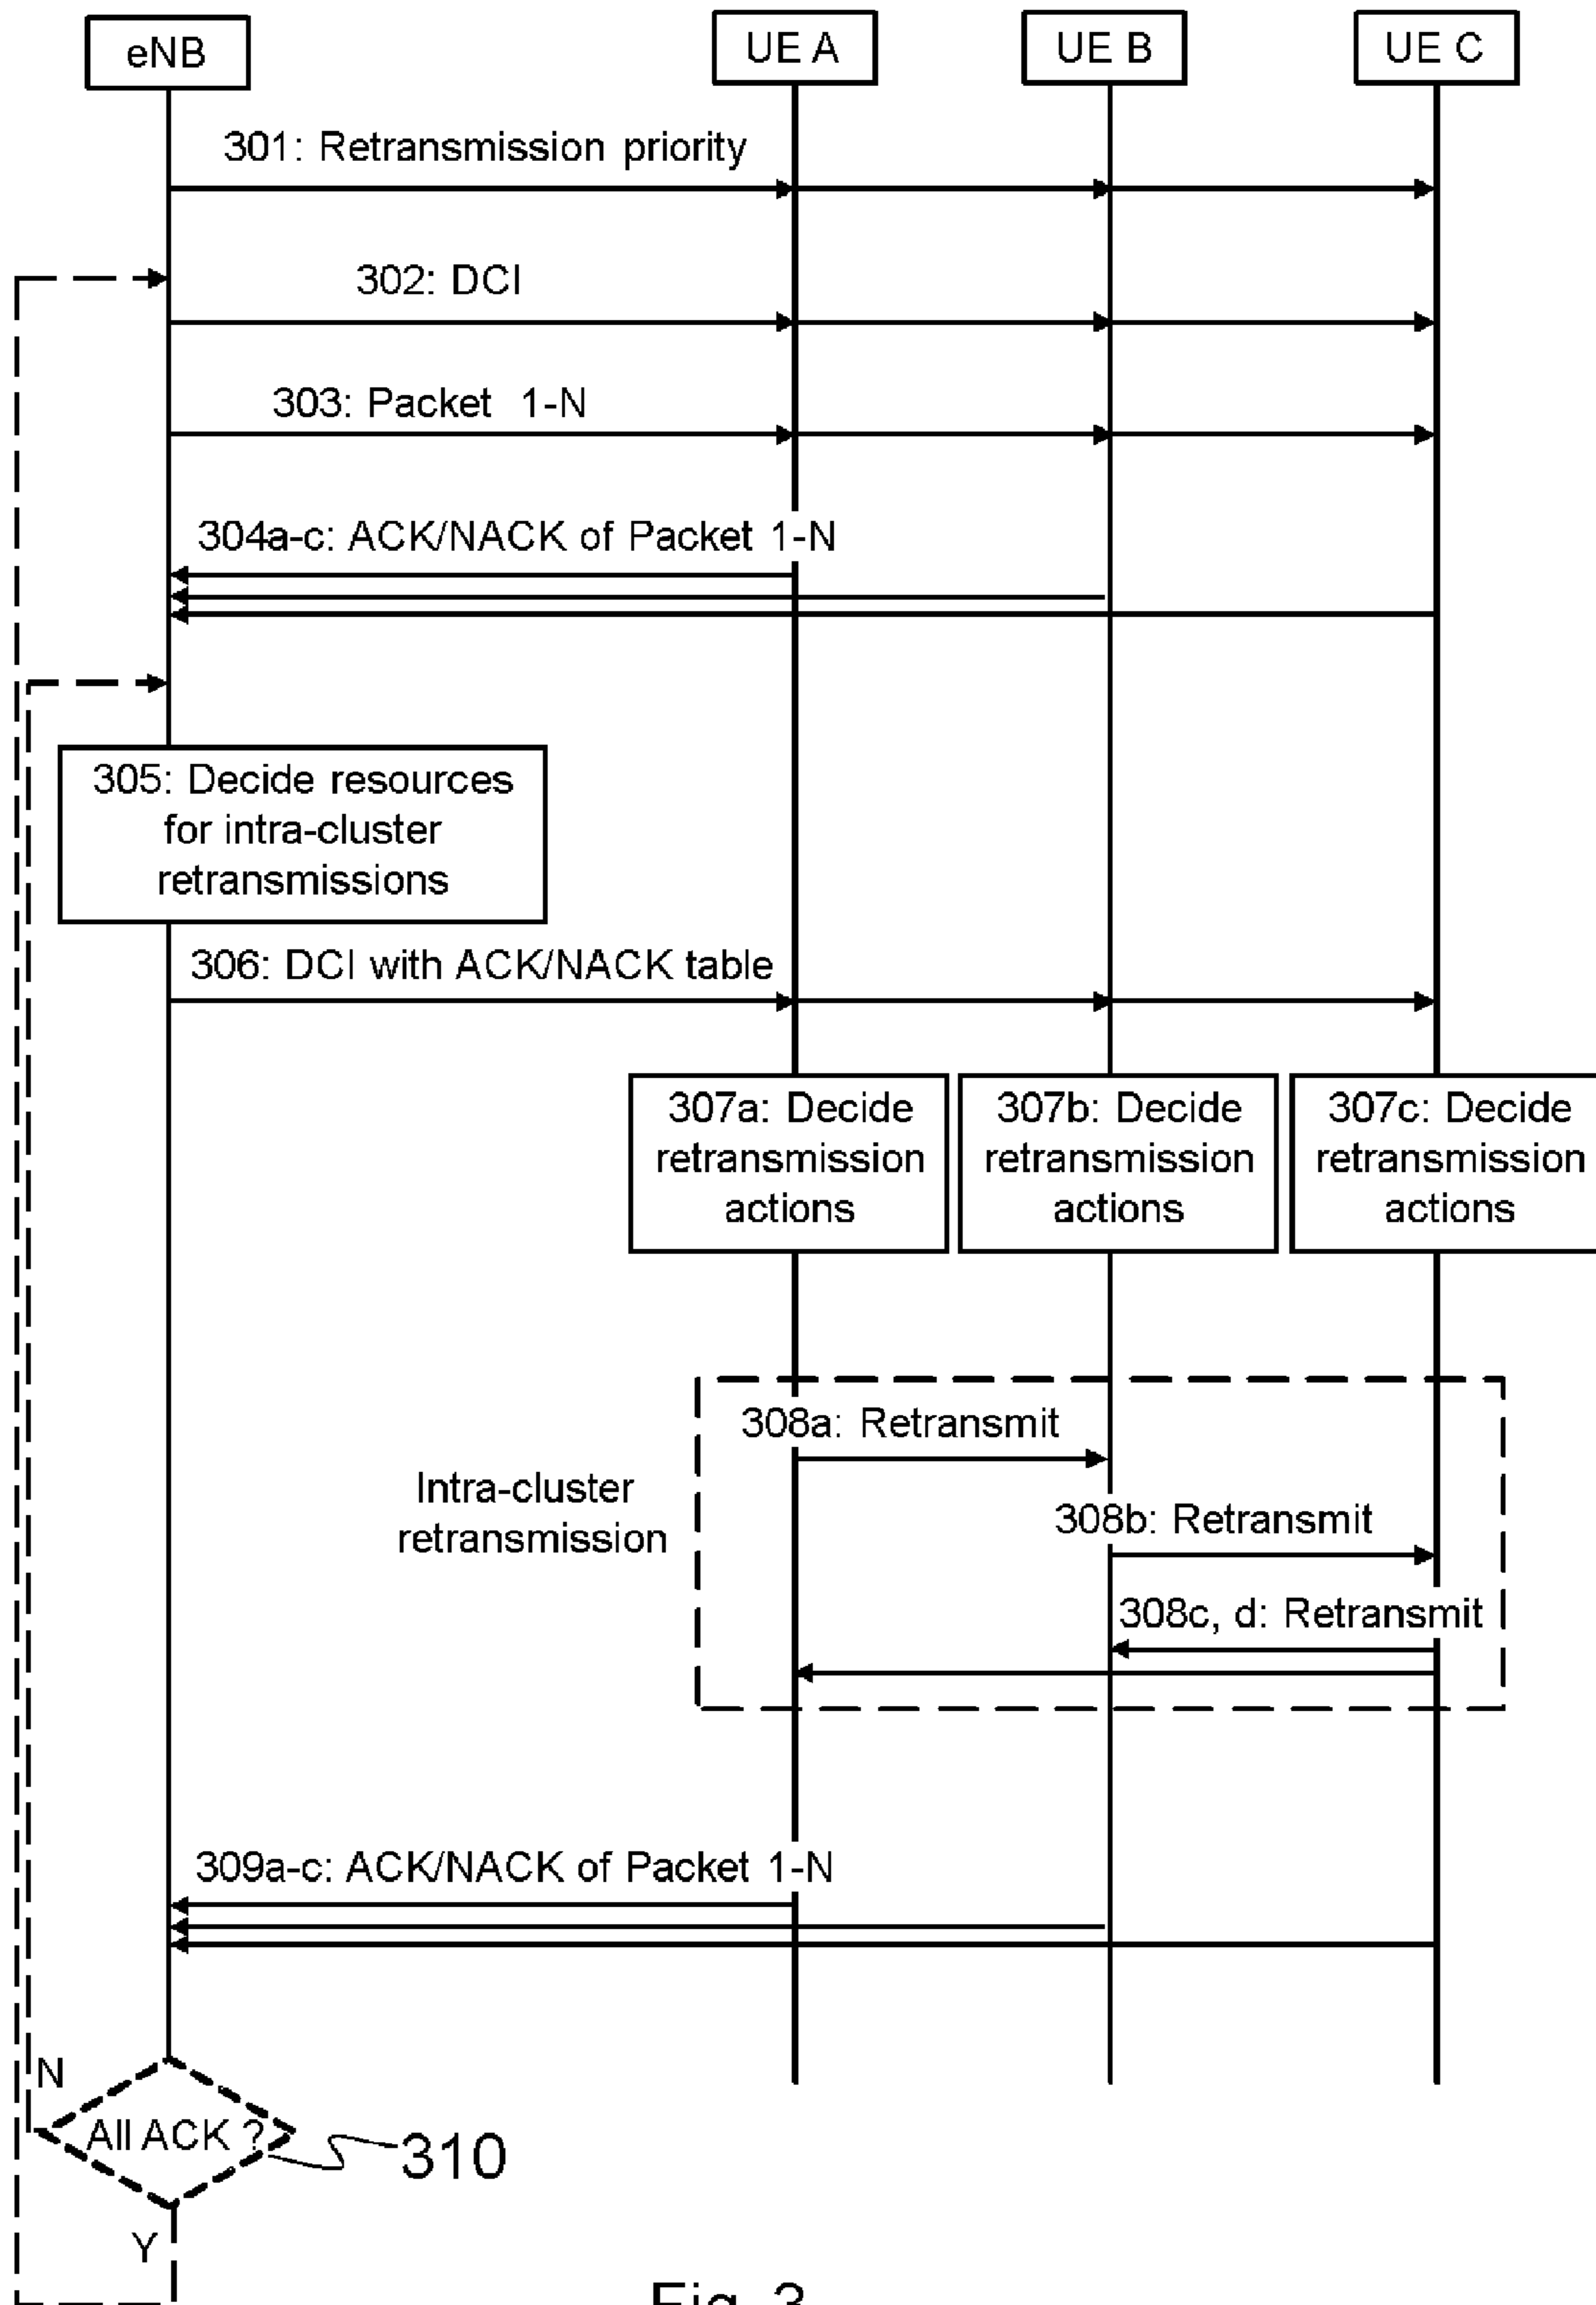 eNB
UE A
UE B
UE C
301: Retransmission priority
302: DCI
303: Packet 1-N
304a-c: ACK/NACK of Packet 1-N
305: Decide resources
for intra-cluster
retransmissions
306: DCI with ACK/NACK table
307a: Decide
retransmission
actions
307b: Decide
retransmission
actions
307c: Decide
retransmission
actions
308a: Retransmit
Intra-cluster
retransmission
308b: Retransmit
308c, d: Retransmit
309a-c: ACK/NACK of Packet 1-N
N
All ACK ?
310
Y
Fig. 3